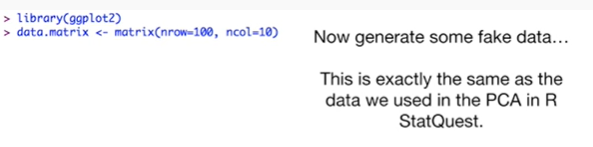 > library(ggplot2)
> data.matrix <- matrix(nrow=100, ncol=10)
Now generate some fake data…
This is exactly the same as the
data we used in the PCA in R
StatQuest.